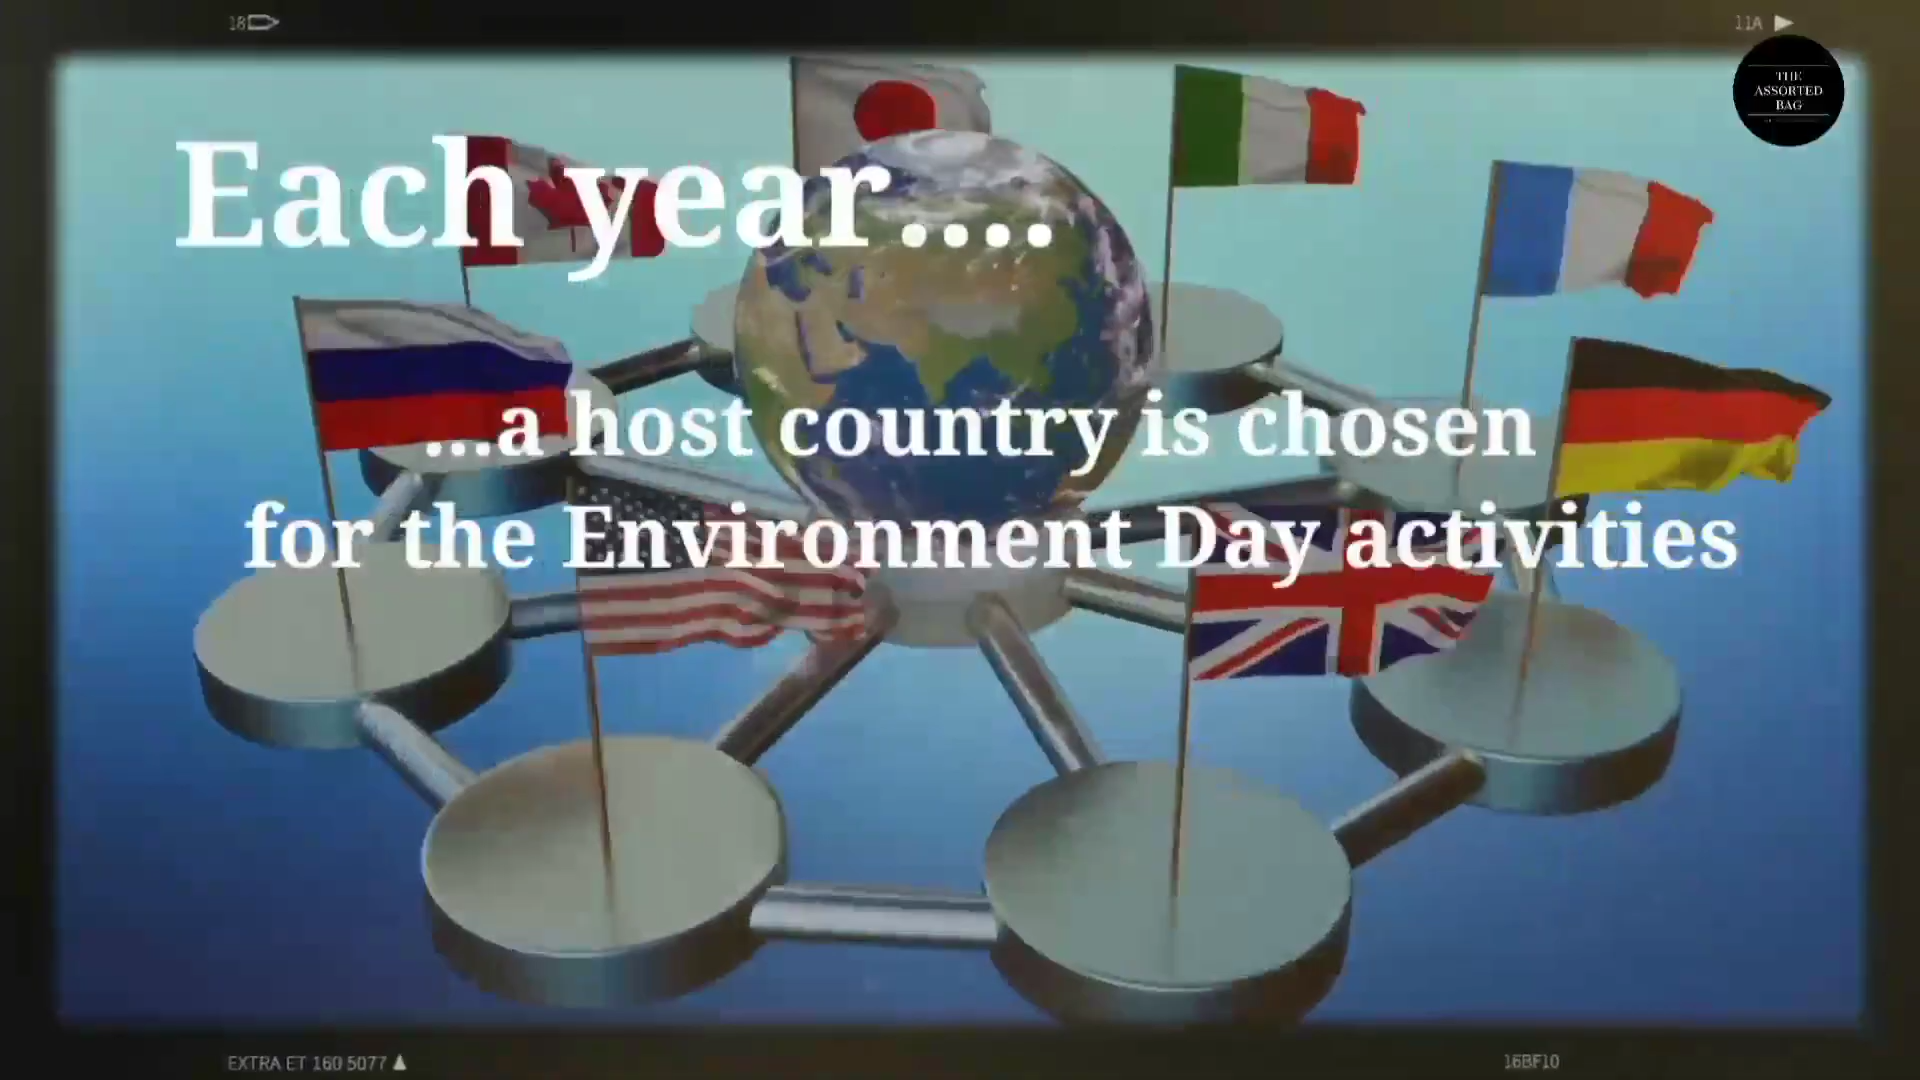 18
11A
THE
ASSORTED
BAG
Each year....
...a host country is chosen
for the Environment Day activities
EXTRA ET 160 5077
16BF10